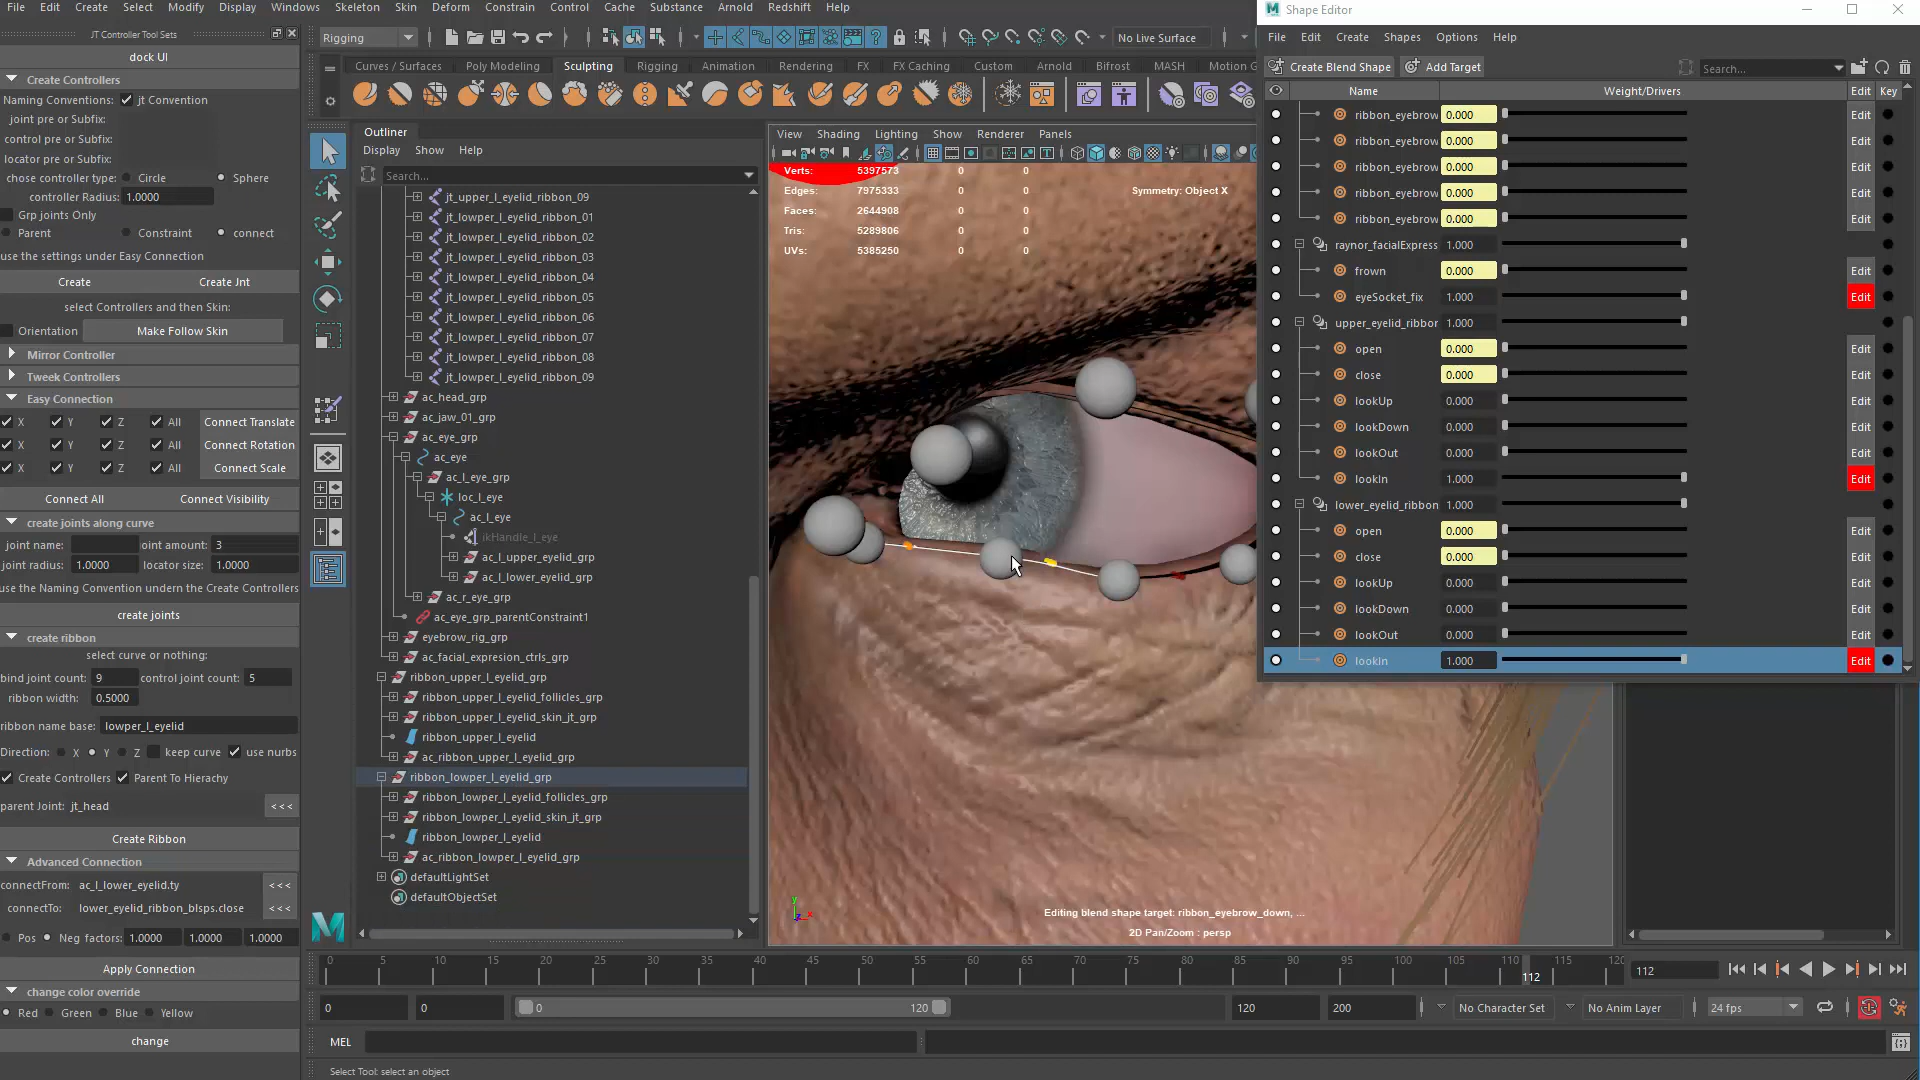 File Edit Create Select Modify Display Windows Skeleton Skin Deform Constrain Control Cache Substance Arnold Redshift Help
Shape Editor
JT Controller Tool Sets
Rigging
No Live Surface
File Edit Create Shapes Options Help
dock UI
Curves / Surfaces Poly Modeling Sculpting Rigging Animation Rendering FX FX Caching Custom Arnold Bifrost MASH Motion G
Create Blend Shape Add Target Search...
Create Controllers
Name Weight/Drivers Edit Key
Naming Conventions: jt Convention
joint pre or Subfix:
control pre or Subfix:
locator pre or Subfix:
chose controller type: Circle Sphere
controller Radius: 1.0000
Grp joints Only
Parent Constraint connect
use the settings under Easy Connection
Create Create Jnt
select Controllers and then Skin:
Orientation Make Follow Skin
Mirror Controller
Tweek Controllers
Easy Connection
X Y Z All Connect Translate
X Y Z All Connect Rotation
X Y Z All Connect Scale
Connect All Connect Visibility
create joints along curve
joint name: oint amount: 3
joint radius: 1.0000 locator size: 1.0000
use the Naming Convention undern the Create Controllers
create joints
create ribbon
select curve or nothing:
bind joint count: 9 control joint count: 5
ribbon width: 0.5000
ribbon name base: lowper_l_eyelid
Direction: X Y Z keep curve use nurbs
Create Controllers Parent To Hierachy
parent Joint: jt_head <<<
Create Ribbon
Advanced Connection
connectFrom: ac_l_lower_eyelid.ty <<<
connectTo: lower_eyelid_ribbon_blsps.close <<<
Pos Neg factors: 1.0000 1.0000 1.0000
Apply Connection
change color override
Red Green Blue Yellow
change
Outliner
Display Show Help
Search...
jt_upper_l_eyelid_ribbon_09
jt_lowper_l_eyelid_ribbon_01
jt_lowper_l_eyelid_ribbon_02
jt_lowper_l_eyelid_ribbon_03
jt_lowper_l_eyelid_ribbon_04
jt_lowper_l_eyelid_ribbon_05
jt_lowper_l_eyelid_ribbon_06
jt_lowper_l_eyelid_ribbon_07
jt_lowper_l_eyelid_ribbon_08
jt_lowper_l_eyelid_ribbon_09
ac_head_grp
ac_jaw_01_grp
ac_eye_grp
ac_eye
ac_l_eye_grp
loc_l_eye
ac_l_eye
ikHandle_l_eye
ac_l_upper_eyelid_grp
ac_l_lower_eyelid_grp
ac_r_eye_grp
ac_eye_grp_parentConstraint1
eyebrow_rig_grp
ac_facial_expresion_ctrls_grp
ribbon_upper_l_eyelid_grp
ribbon_upper_l_eyelid_follicles_grp
ribbon_upper_l_eyelid_skin_jt_grp
ribbon_upper_l_eyelid
ac_ribbon_upper_l_eyelid_grp
ribbon_lowper_l_eyelid_grp
ribbon_lowper_l_eyelid_follicles_grp
ribbon_lowper_l_eyelid_skin_jt_grp
ribbon_lowper_l_eyelid
ac_ribbon_lowper_l_eyelid_grp
defaultLightSet
defaultObjectSet
View Shading Lighting Show Renderer Panels
Verts: 5397573 0 0
Edges: 7975333 0 0
Faces: 2644908 0 0
Tris: 5289806 0 0
UVs: 5385250 0 0
Symmetry: Object X
Editing blend shape target: ribbon_eyebrow_down, ...
2D Pan/Zoom : persp
ribbon_eyebrow 0.000 Edit
ribbon_eyebrow 0.000 Edit
ribbon_eyebrow 0.000 Edit
ribbon_eyebrow 0.000 Edit
ribbon_eyebrow 0.000 Edit
raynor_facialExpress 1.000
frown 0.000 Edit
eyeSocket_fix 1.000 Edit
upper_eyelid_ribbor 1.000
open 0.000 Edit
close 0.000 Edit
lookUp 0.000 Edit
lookDown 0.000 Edit
lookOut 0.000 Edit
lookIn 1.000 Edit
lower_eyelid_ribbon 1.000
open 0.000 Edit
close 0.000 Edit
lookUp 0.000 Edit
lookDown 0.000 Edit
lookOut 0.000 Edit
lookIn 1.000 Edit
0 5 10 15 20 25 30 35 40 45 50 55 60 65 70 75 80 85 90 95 100 105 110 112 115 120
112
0 0 0 120 120 200 No Character Set No Anim Layer 24 fps
MEL
Select Tool: select an object